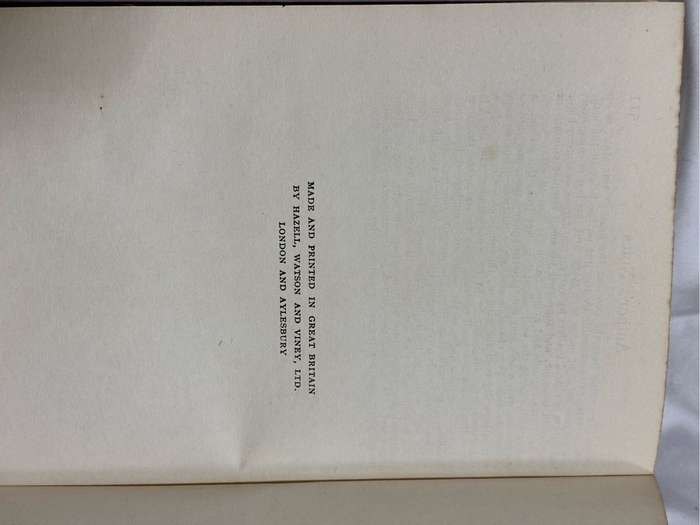 MADE AND PRINTED IN GREAT BRITAIN
BY HAZELL, WATSON AND VINEY, LTD.
LONDON AND AYLESBURY